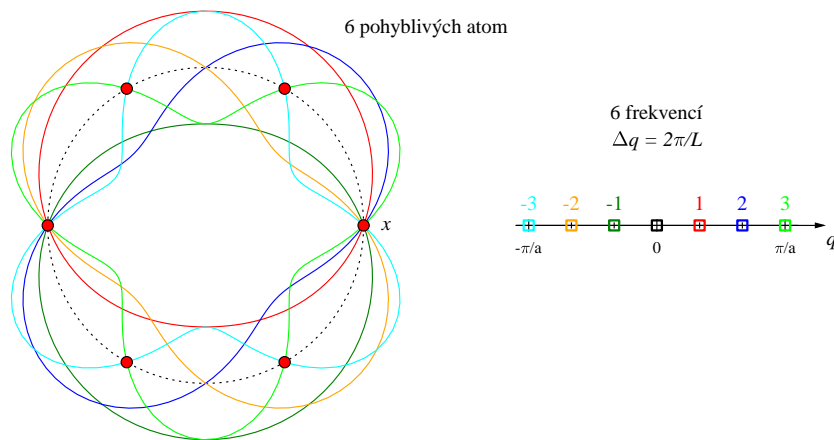 6 pohyblivých atom
x
6 frekvencí
Δq = 2π/L
-3 -2 -1 1 2 3
-π/a 0 π/a q